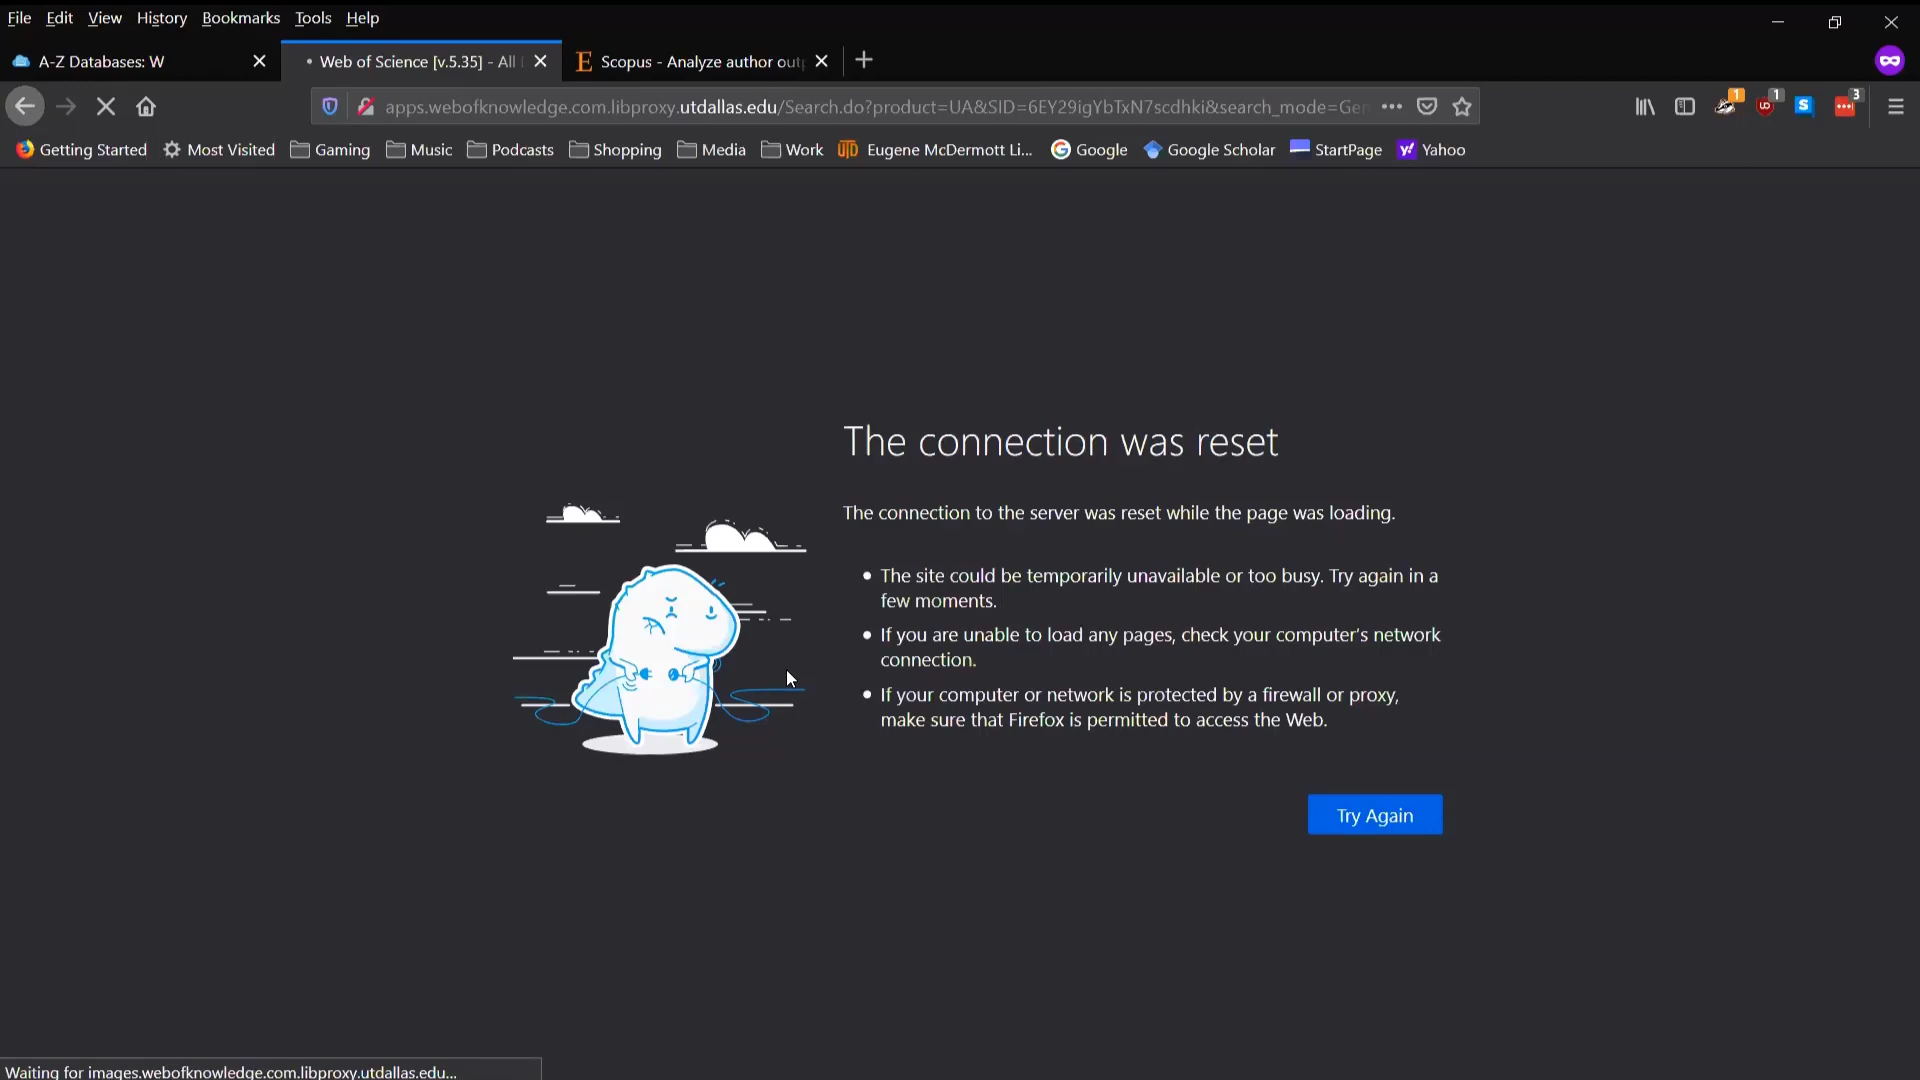 File Edit View History Bookmarks Tools Help
A-Z Databases: W
• Web of Science [v.5.35] - All
Scopus - Analyze author out
apps.webofknowledge.com.libproxy.utdallas.edu/Search.do?product=UA&SID=6EY29igYbTxN7scdhki&search_mode=Ge
1 1 S 3
Getting Started Most Visited Gaming Music Podcasts Shopping Media Work UTD Eugene McDermott Li... Google Google Scholar StartPage Yahoo
The connection was reset
The connection to the server was reset while the page was loading.
• The site could be temporarily unavailable or too busy. Try again in a
few moments.
• If you are unable to load any pages, check your computer's network
connection.
• If your computer or network is protected by a firewall or proxy,
make sure that Firefox is permitted to access the Web.
Try Again
Waiting for images.webofknowledge.com.libproxy.utdallas.edu...